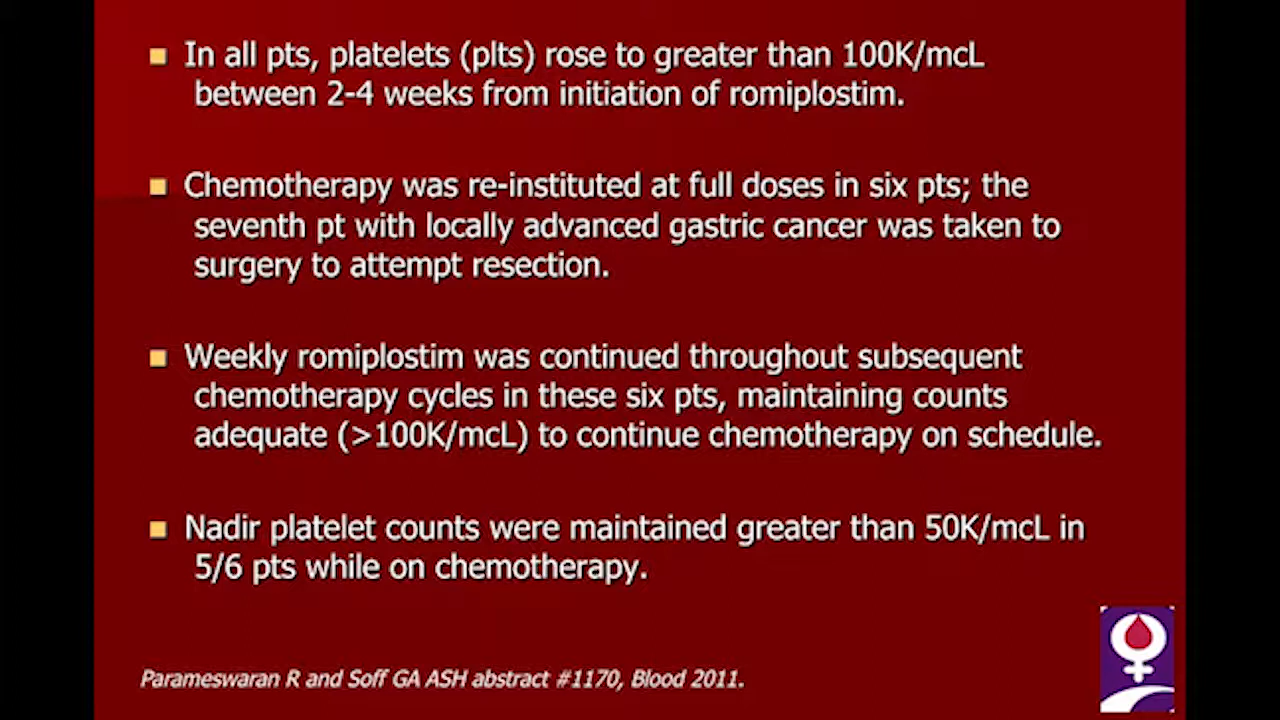 In all pts, platelets (plts) rose to greater than 100K/mcL
between 2-4 weeks from initiation of romiplostim.
Chemotherapy was re-instituted at full doses in six pts; the
seventh pt with locally advanced gastric cancer was taken to
surgery to attempt resection.
Weekly romiplostim was continued throughout subsequent
chemotherapy cycles in these six pts, maintaining counts
adequate (>100K/mcL) to continue chemotherapy on schedule.
Nadir platelet counts were maintained greater than 50K/mcL in
5/6 pts while on chemotherapy.
Parameswaran R and Soff GA ASH abstract #1170, Blood 2011.